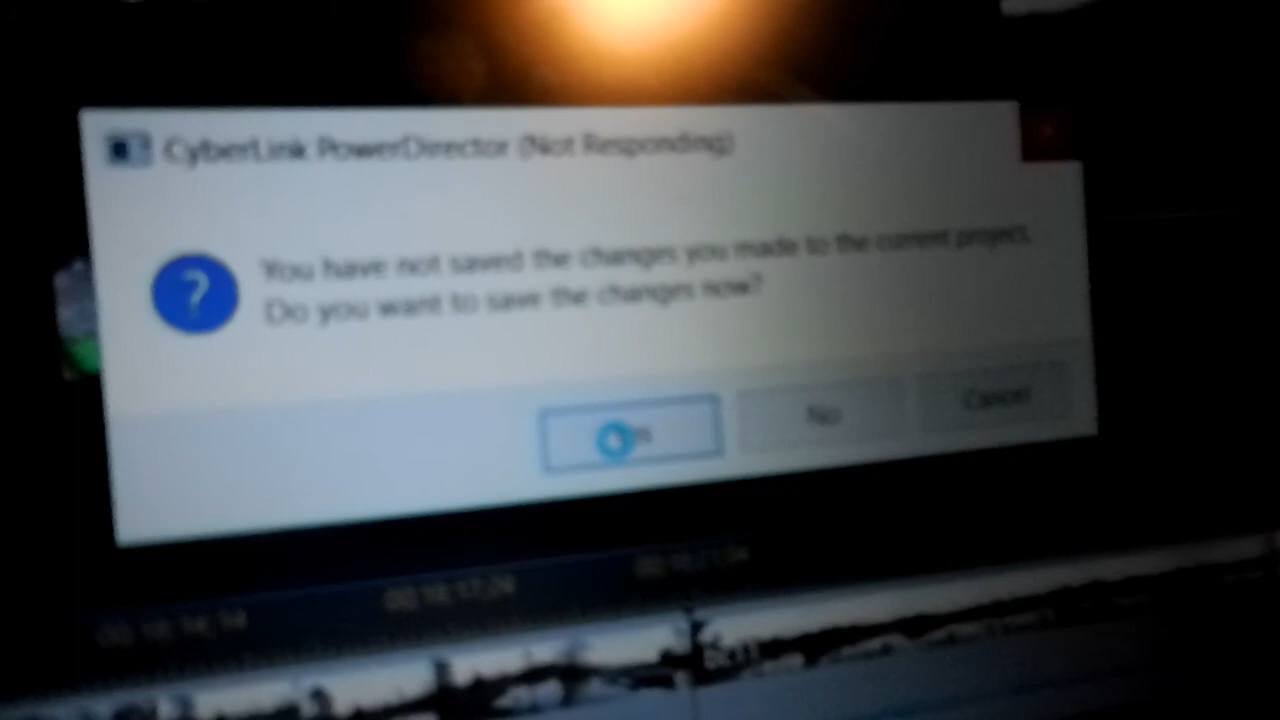 CyberLink PowerDirector (Not Responding)
You have not saved the changes you made to the current project.
Do you want to save the changes now?
No
Cancel